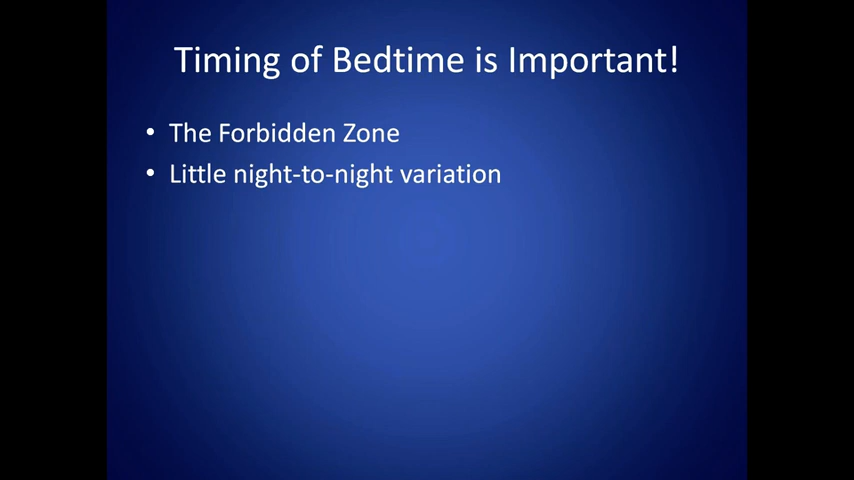 Timing of Bedtime is Important!
• The Forbidden Zone
• Little night-to-night variation